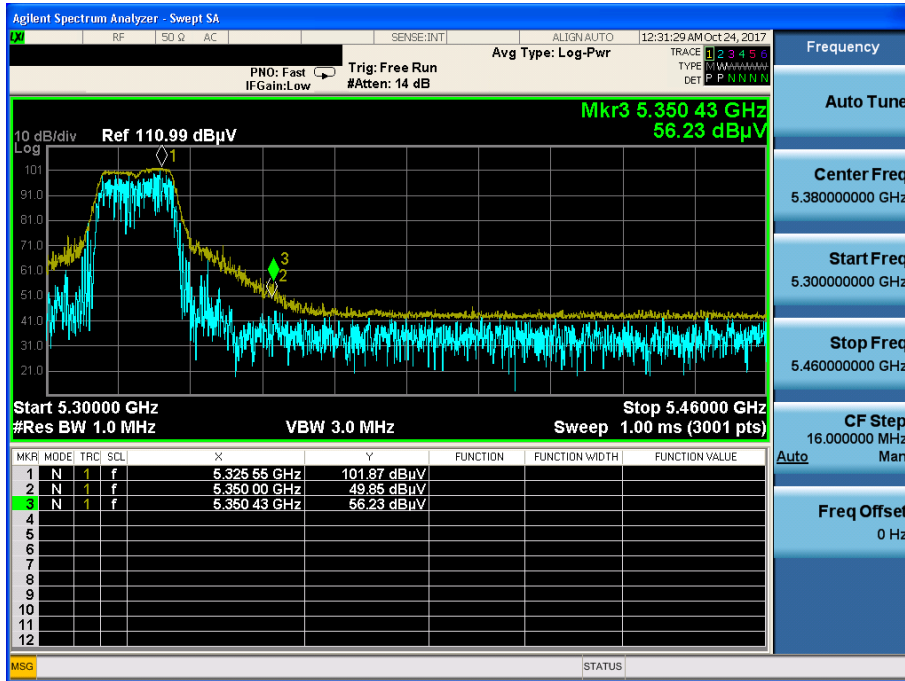 Agilent Spectrum Analyzer - Swept SA
LXI RF 50 Ω AC SENSE:INT ALIGN AUTO 12:31:29 AM Oct 24, 2017
PNO: Fast
IFGain:Low
Trig: Free Run
#Atten: 14 dB
Avg Type: Log-Pwr
TRACE 1 2 3 4 5 6
TYPE M W
DET P P N N N N
Mkr3 5.350 43 GHz
56.23 dBµV
10 dB/div Ref 110.99 dBµV
Log
1
101
91.0
81.0
71.0
3
61.0
2
51.0
41.0
31.0
21.0
Start 5.30000 GHz Stop 5.46000 GHz
#Res BW 1.0 MHz VBW 3.0 MHz Sweep 1.00 ms (3001 pts)
MKR MODE TRC SCL X Y FUNCTION FUNCTION WIDTH FUNCTION VALUE
1 N 1 f 5.325 55 GHz 101.87 dBµV
2 N 1 f 5.350 00 GHz 49.85 dBµV
3 N 1 f 5.350 43 GHz 56.23 dBµV
4
5
6
7
8
9
10
11
12
MSG STATUS
Frequency
Auto Tune
Center Freq
5.380000000 GHz
Start Freq
5.300000000 GHz
Stop Freq
5.460000000 GHz
CF Step
16.000000 MHz
Auto Man
Freq Offset
0 Hz